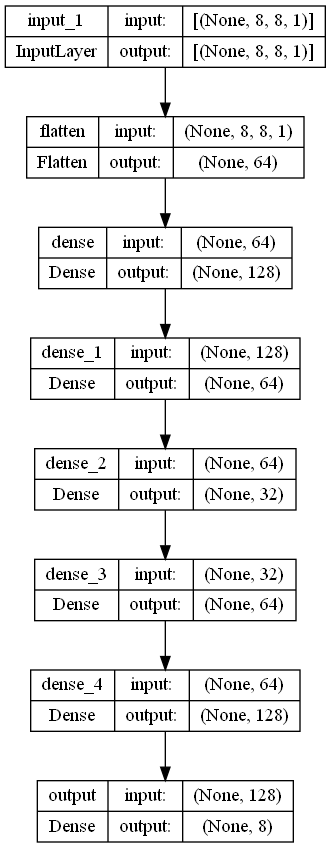 input_1 input: [(None, 8, 8, 1)]
InputLayer output: [(None, 8, 8, 1)]
flatten input: (None, 8, 8, 1)
Flatten output: (None, 64)
dense input: (None, 64)
Dense output: (None, 128)
dense_1 input: (None, 128)
Dense output: (None, 64)
dense_2 input: (None, 64)
Dense output: (None, 32)
dense_3 input: (None, 32)
Dense output: (None, 64)
dense_4 input: (None, 64)
Dense output: (None, 128)
output input: (None, 128)
Dense output: (None, 8)